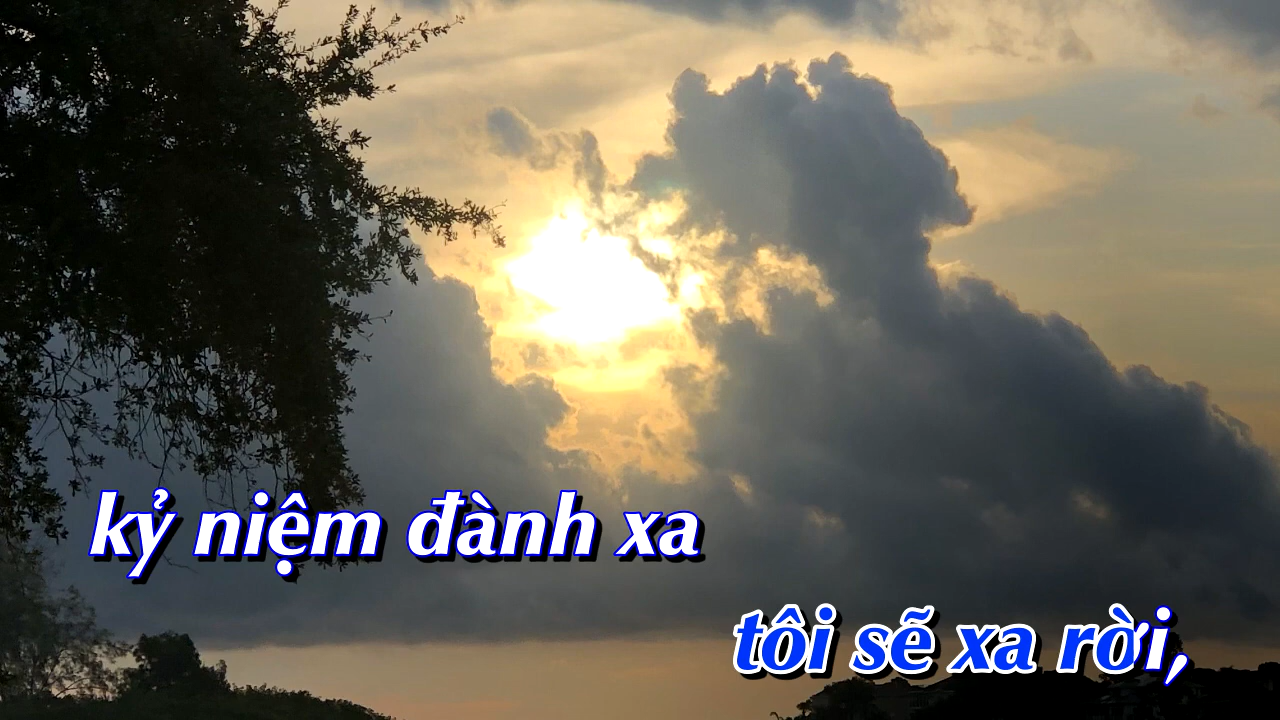 kỷ niệm đành xa
tôi sẽ xa rời,